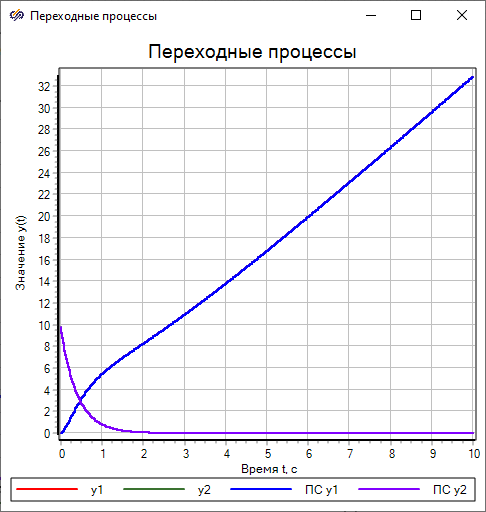 Переходные процессы
Переходные процессы
Значение y(t)
32
30
28
26
24
22
20
18
16
14
12
10
8
6
4
2
0
0 1 2 3 4 5 6 7 8 9 10
Время t, с
y1 y2 ПС y1 ПС y2